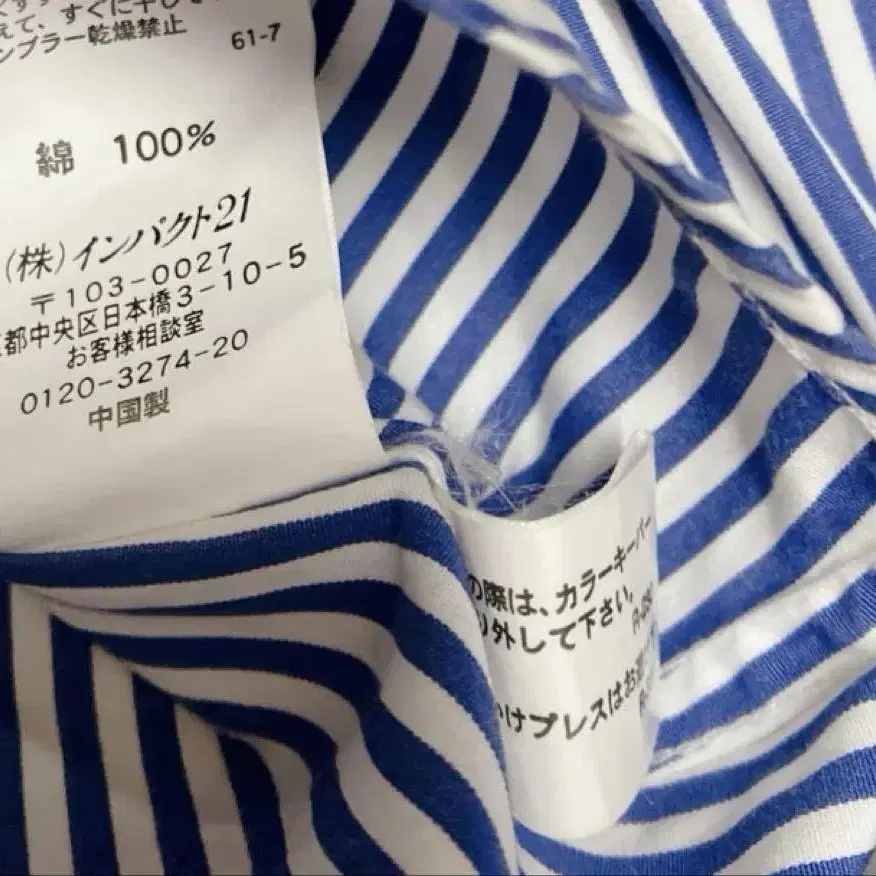 えて、すぐに干して
ンブラー乾燥禁止
61-7
綿 100%
(株)インパクト21
〒103-0027
都中央区日本橋3-10-5
お客様相談室
0120-3274-20
中国製
の際は、カラーキーパー
り外して下さい。
かけプレスはお